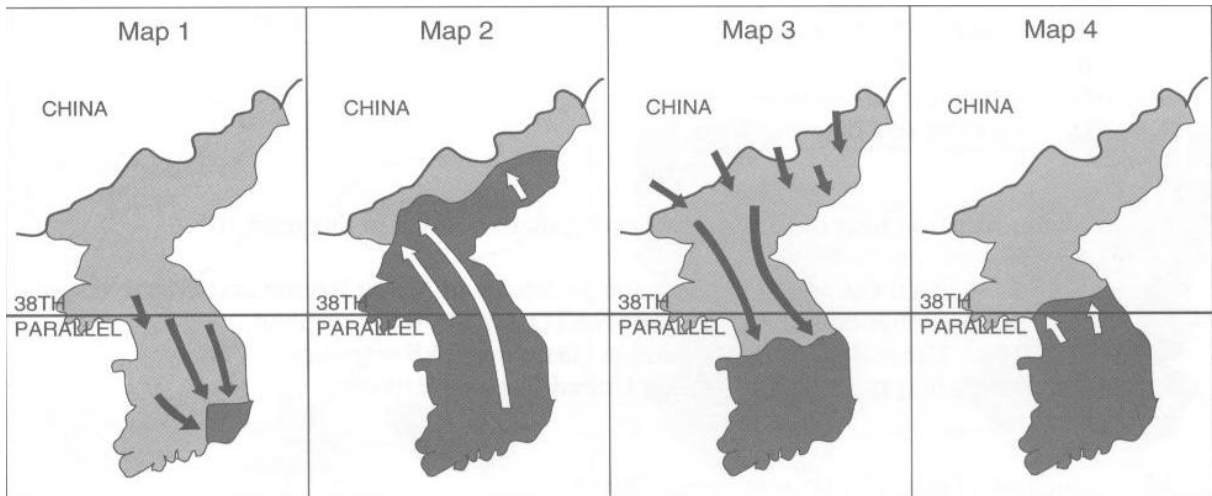 Map 1
Map 2
Map 3
Map 4
CHINA
CHINA
CHINA
CHINA
38TH
PARALLEL
38TH
PARALLEL
38TH
PARALLEL
38TH
PARALLEL